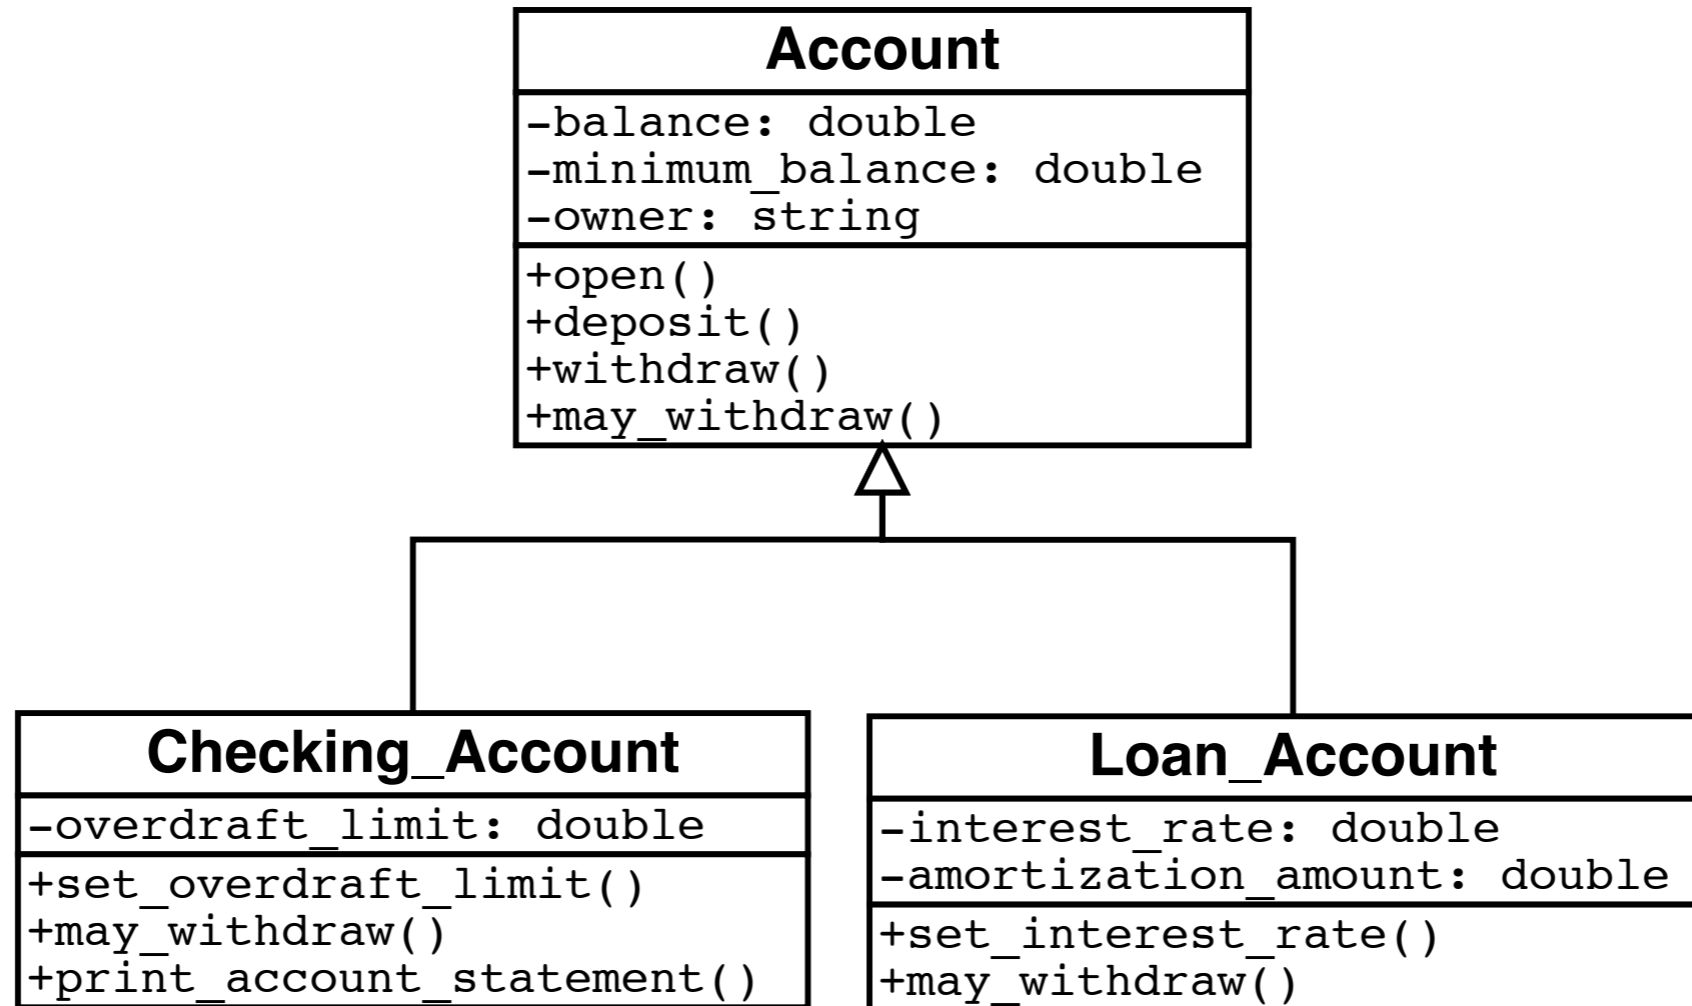 Account
-balance: double
-minimum_balance: double
-owner: string
+open()
+deposit()
+withdraw()
+may_withdraw()
Checking_Account
-overdraft_limit: double
+set_overdraft_limit()
+may_withdraw()
+print_account_statement()
Loan_Account
-interest_rate: double
-amortization_amount: double
+set_interest_rate()
+may_withdraw()